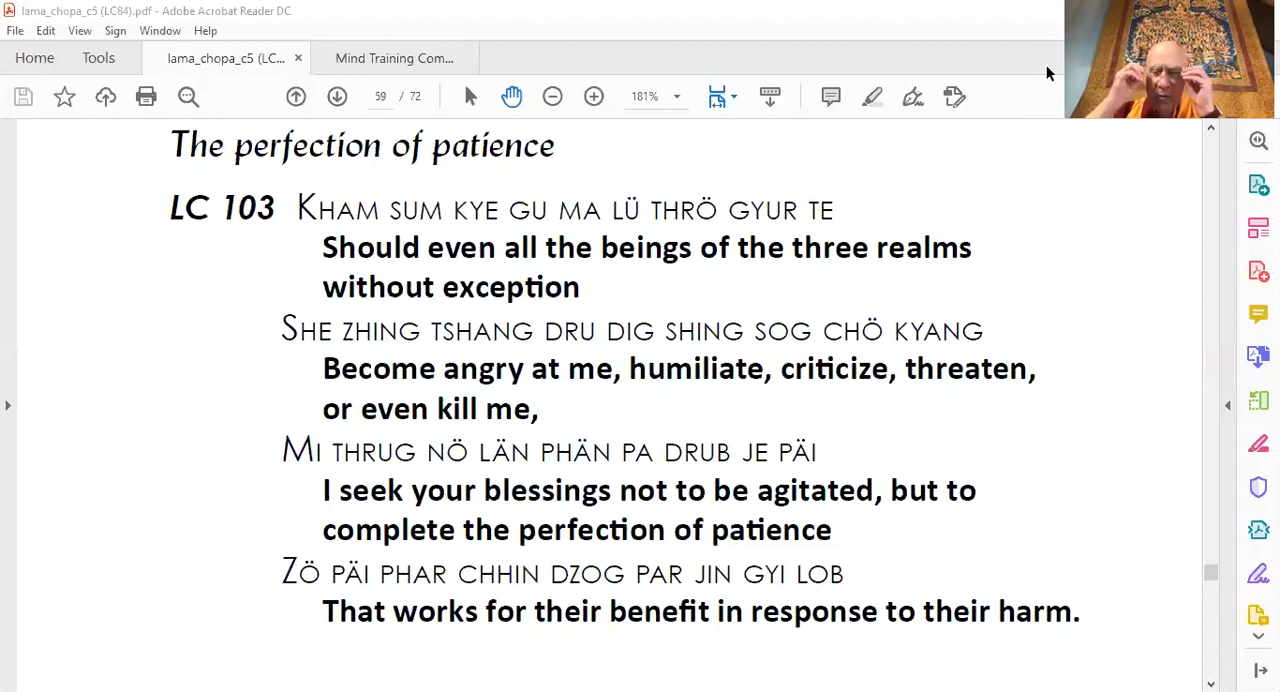 lama_chopa_c5 (LC84).pdf - Adobe Acrobat Reader DC
File Edit View Sign Window Help
Home Tools lama_chopa_c5 (LC... × Mind Training Com...
59 / 72 181%
The perfection of patience
LC 103 KHAM SUM KYE GU MA LÜ THRÖ GYUR TE
Should even all the beings of the three realms
without exception
SHE ZHING TSHANG DRU DIG SHING SOG CHÖ KYANG
Become angry at me, humiliate, criticize, threaten,
or even kill me,
MI THRUG NÖ LÄN PHÄN PA DRUB JE PÄI
I seek your blessings not to be agitated, but to
complete the perfection of patience
ZÖ PÄI PHAR CHHIN DZOG PAR JIN GYI LOB
That works for their benefit in response to their harm.